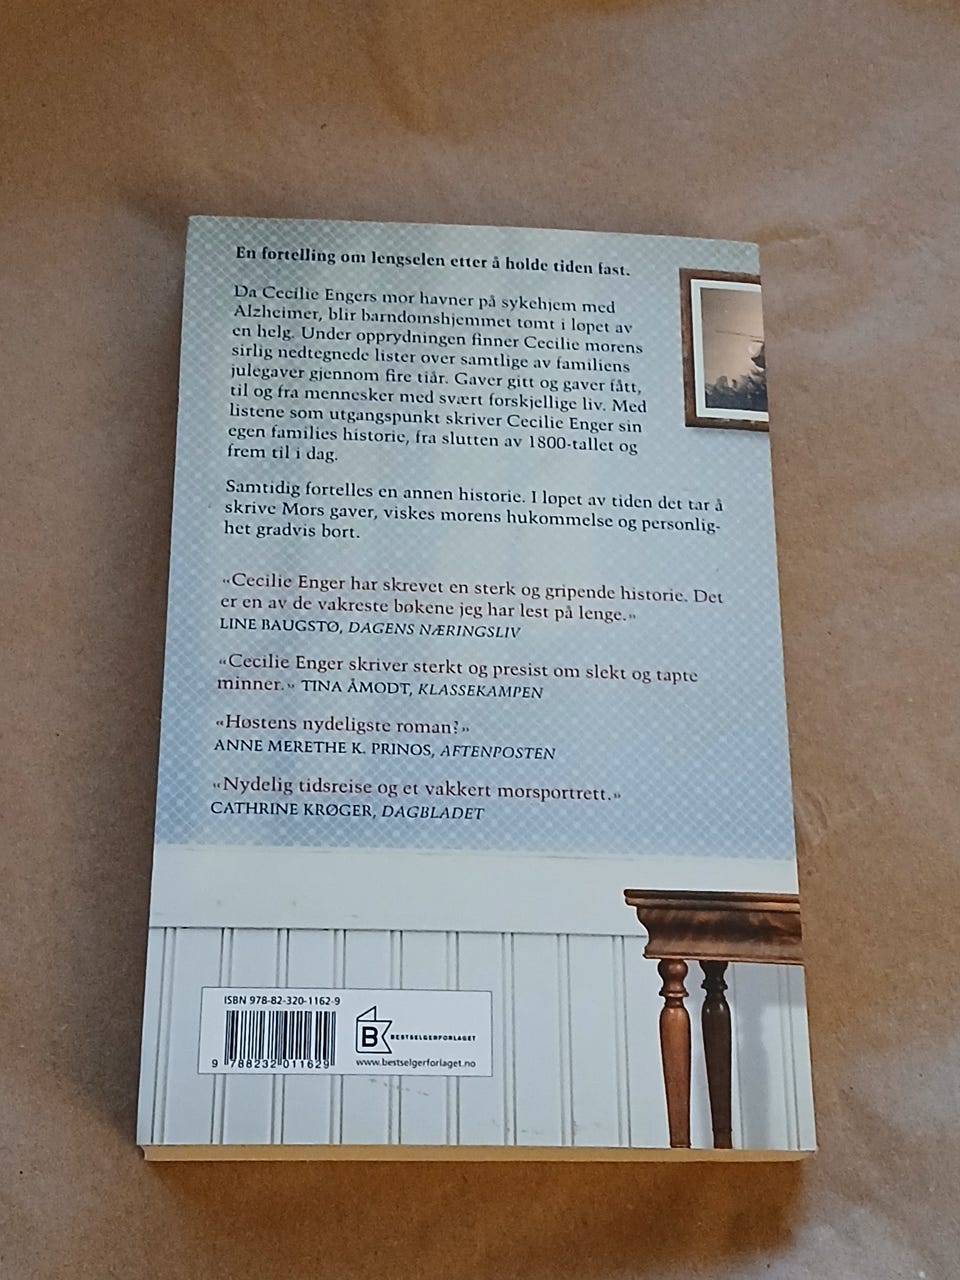 En fortelling om lengselen etter å holde tiden fast.
Da Cecilie Engers mor havner på sykehjem med
Alzheimer, blir barndomshjemmet tømt i løpet av
en helg. Under opprydningen finner Cecilie morens
sirlig nedtegnede lister over samtlige av familiens
julegaver gjennom fire tiår. Gaver gitt og gaver fått,
til og fra mennesker med svært forskjellige liv. Med
listene som utgangspunkt skriver Cecilie Enger sin
egen families historie, fra slutten av 1800-tallet og
frem til i dag.
Samtidig fortelles en annen historie. I løpet av tiden det tar å
skrive Mors gaver, viskes morens hukommelse og personlig-
het gradvis bort.
«Cecilie Enger har skrevet en sterk og gripende historie. Det
er en av de vakreste bøkene jeg har lest på lenge.»
LINE BAUGSTØ, DAGENS NÆRINGSLIV
«Cecilie Enger skriver sterkt og presist om slekt og tapte
minner.» TINA ÅMODT, KLASSEKAMPEN
«Høstens nydeligste roman?»
ANNE MERETHE K. PRINOS, AFTENPOSTEN
«Nydelig tidsreise og et vakkert morsportrett.»
CATHRINE KRØGER, DAGBLADET
ISBN 978-82-320-1162-9
B BESTSELGERFORLAGET
9 788232 011629
www.bestselgerforlaget.no